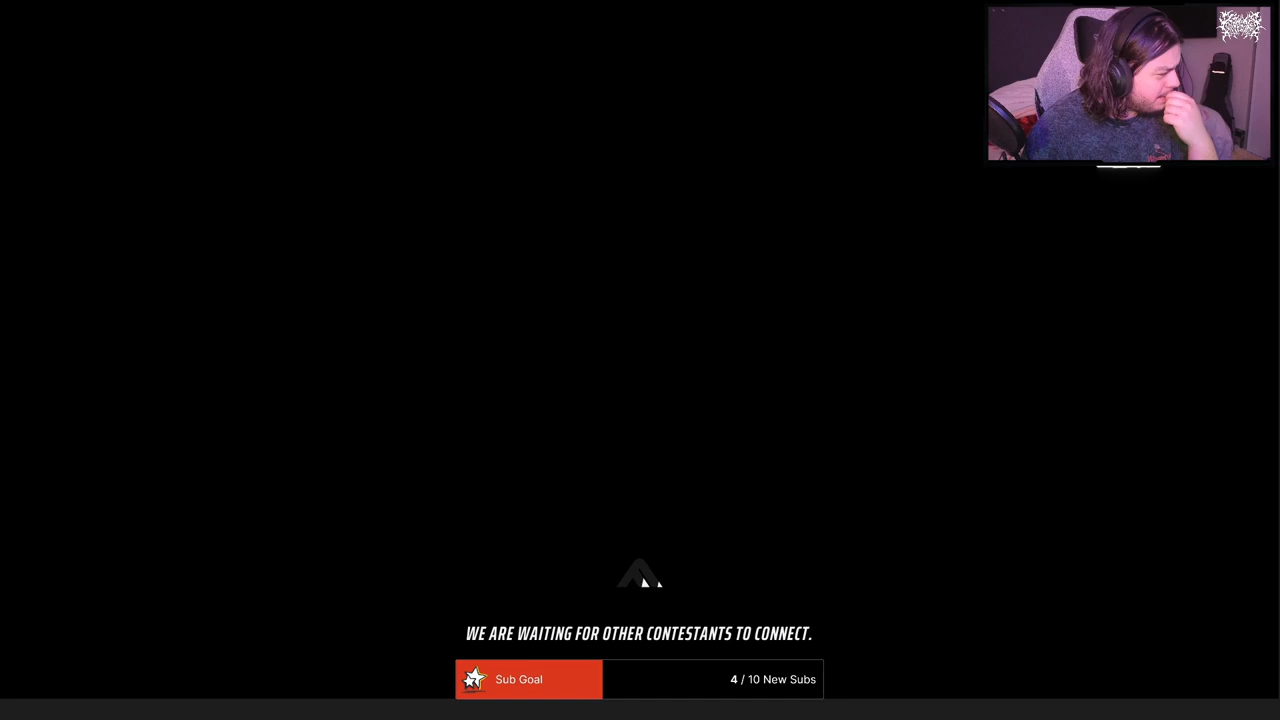 WE ARE WAITING FOR OTHER CONTESTANTS TO CONNECT.
Sub Goal
4 / 10 New Subs